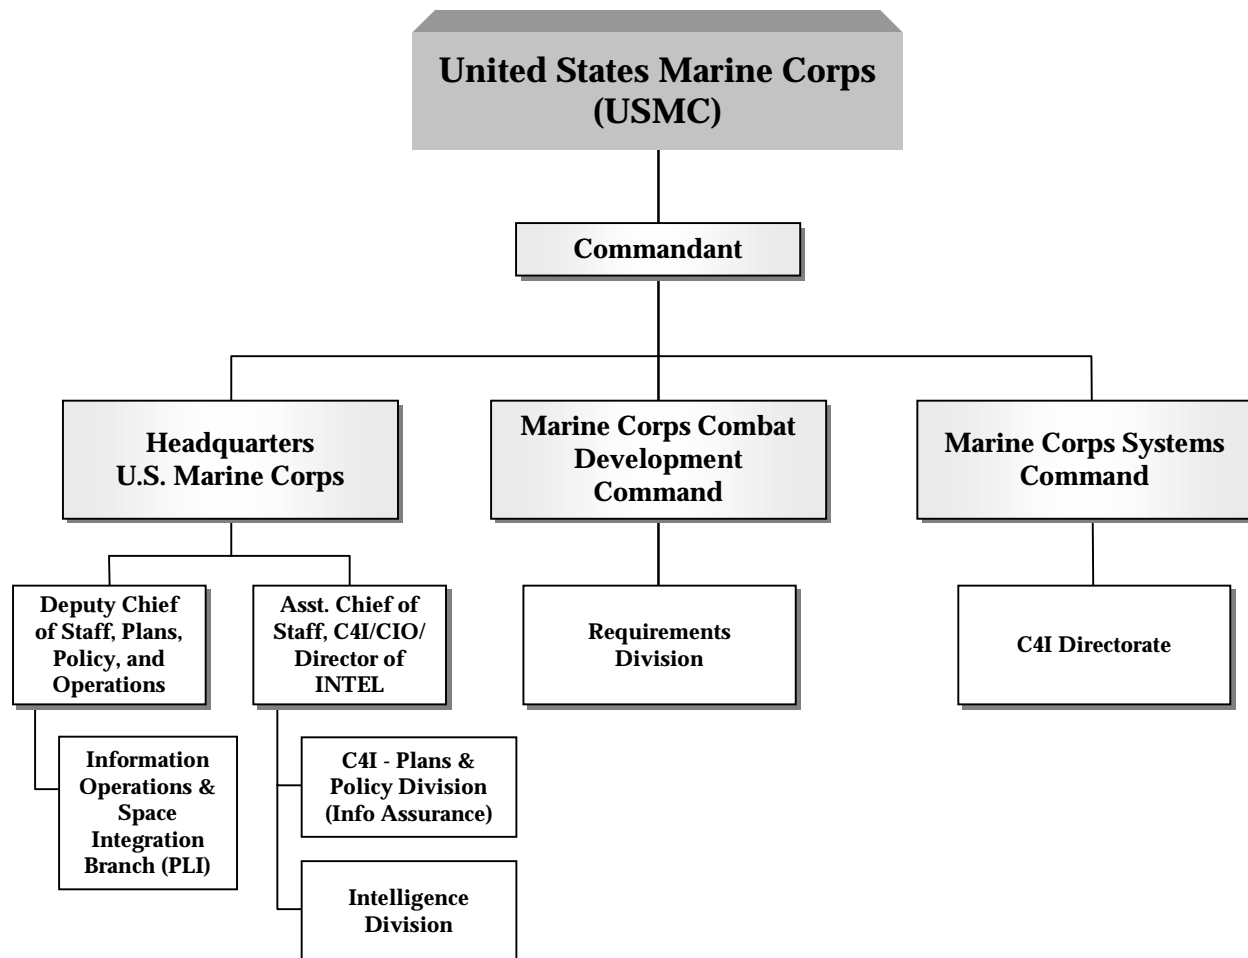 United States Marine Corps
(USMC)
Commandant
Headquarters
U.S. Marine Corps
Marine Corps Combat
Development
Command
Marine Corps Systems
Command
Deputy Chief
of Staff, Plans,
Policy, and
Operations
Asst. Chief of
Staff, C4I/CIO/
Director of
INTEL
Requirements
Division
C4I Directorate
Information
Operations &
Space
Integration
Branch (PLI)
C4I - Plans &
Policy Division
(Info Assurance)
Intelligence
Division